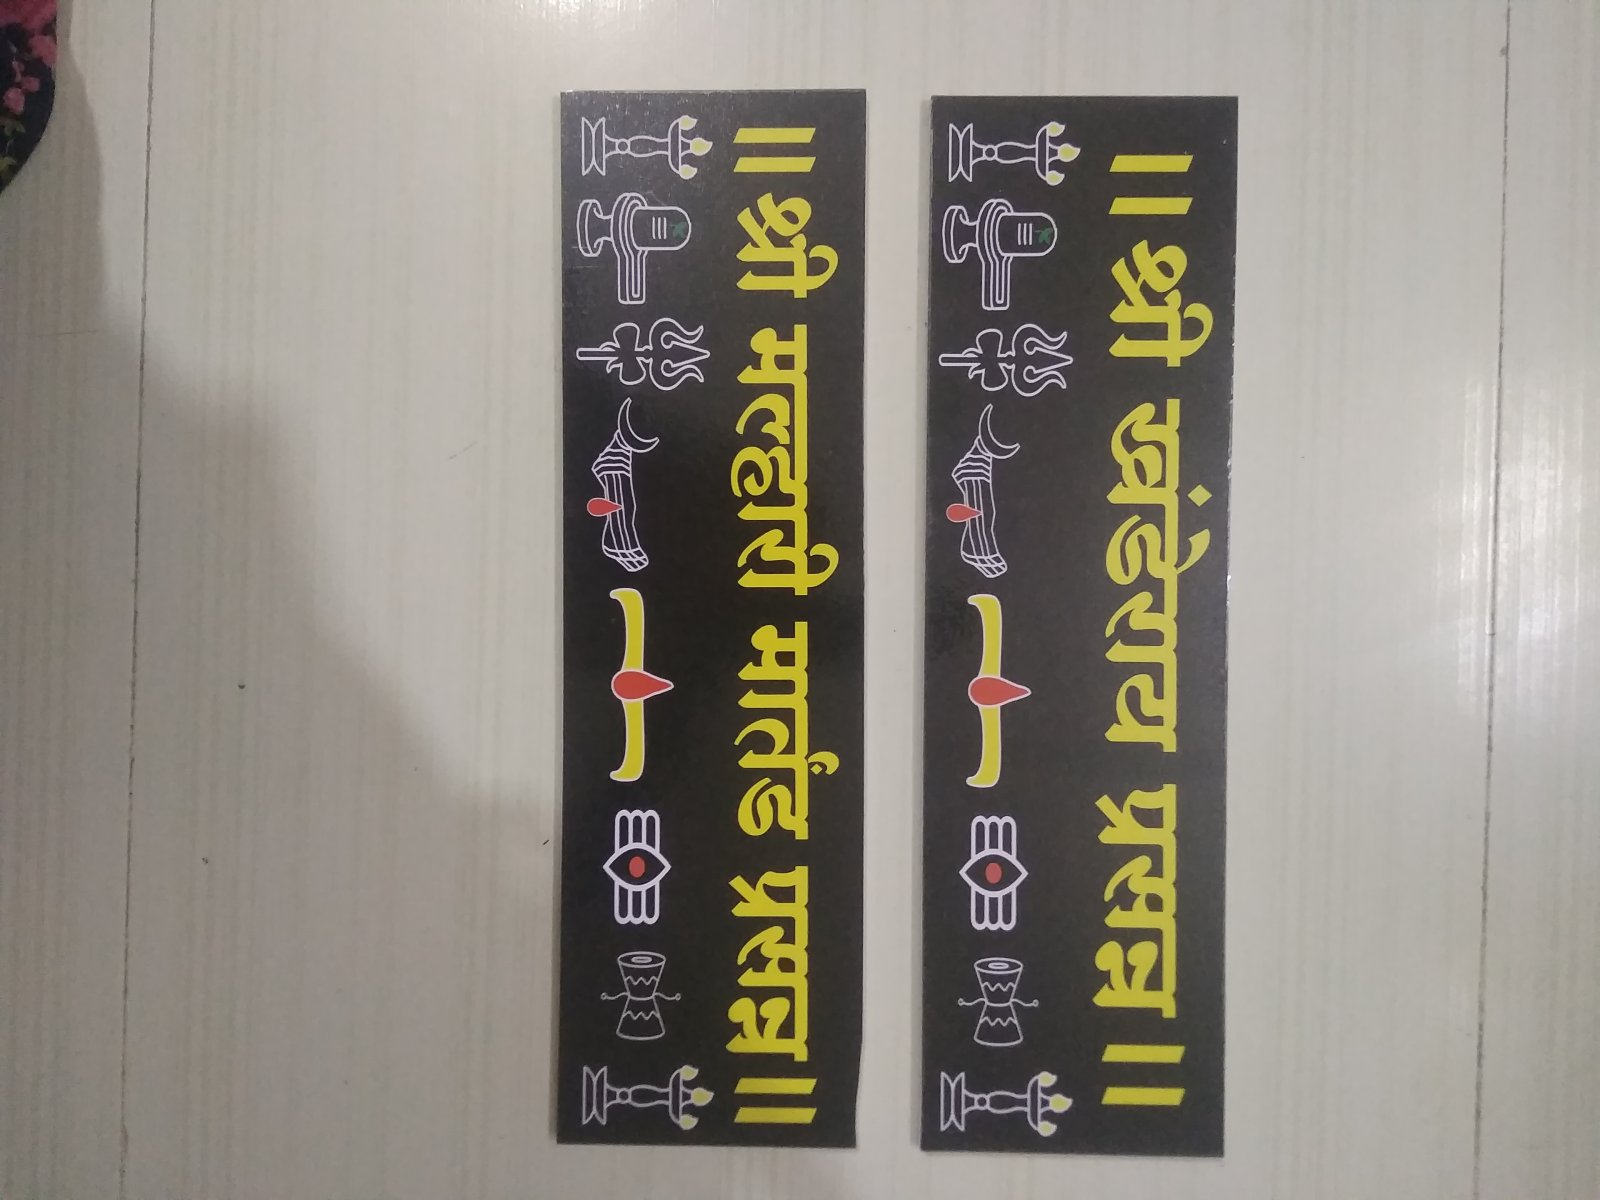 ॥ श्री मल्हारी मार्तंड प्रसन्न ॥
॥ श्री खंडेराय प्रसन्न ॥